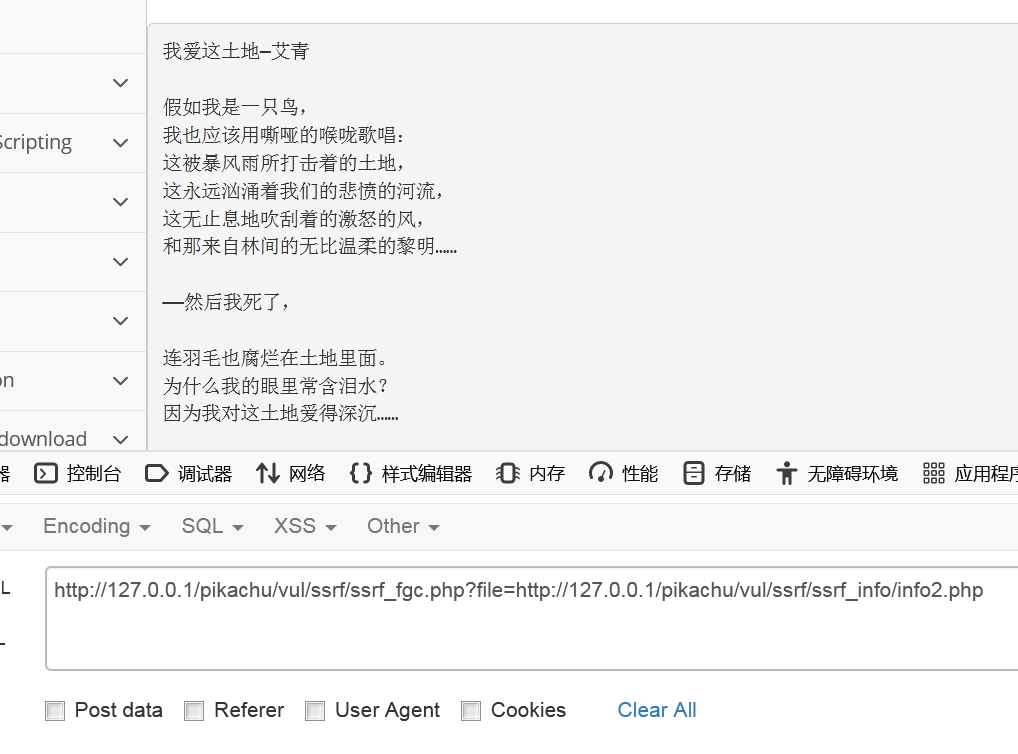 我爱这土地—艾青
假如我是一只鸟，
我也应该用嘶哑的喉咙歌唱：
这被暴风雨所打击着的土地，
这永远汹涌着我们的悲愤的河流，
这无止息地吹刮着的激怒的风，
和那来自林间的无比温柔的黎明……
——然后我死了，
连羽毛也腐烂在土地里面。
为什么我的眼里常含泪水？
因为我对这土地爱得深沉……
Scripting
on
download
器 控制台 调试器 网络 样式编辑器 内存 性能 存储 无障碍环境 应用程序
Encoding SQL XSS Other
L
http://127.0.0.1/pikachu/vul/ssrf/ssrf_fgc.php?file=http://127.0.0.1/pikachu/vul/ssrf/ssrf_info/info2.php
Post data Referer User Agent Cookies Clear All